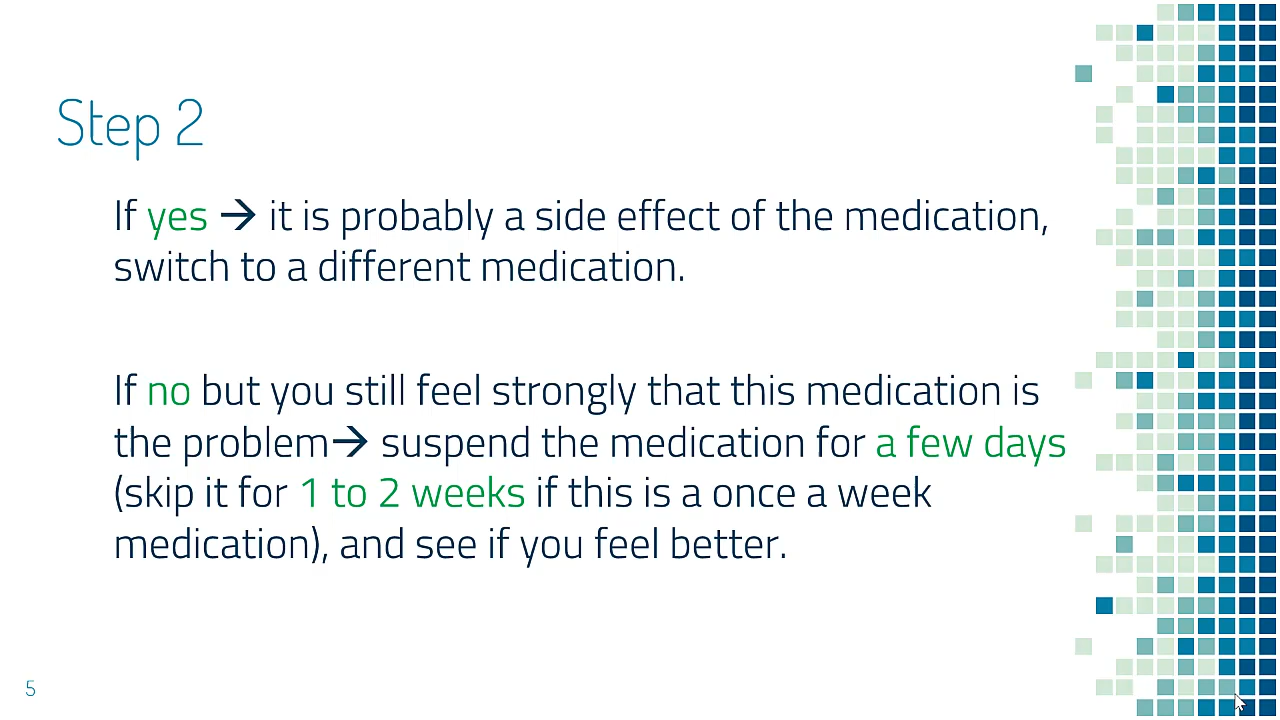 Step 2
If yes → it is probably a side effect of the medication,
switch to a different medication.
If no but you still feel strongly that this medication is
the problem→ suspend the medication for a few days
(skip it for 1 to 2 weeks if this is a once a week
medication), and see if you feel better.
5